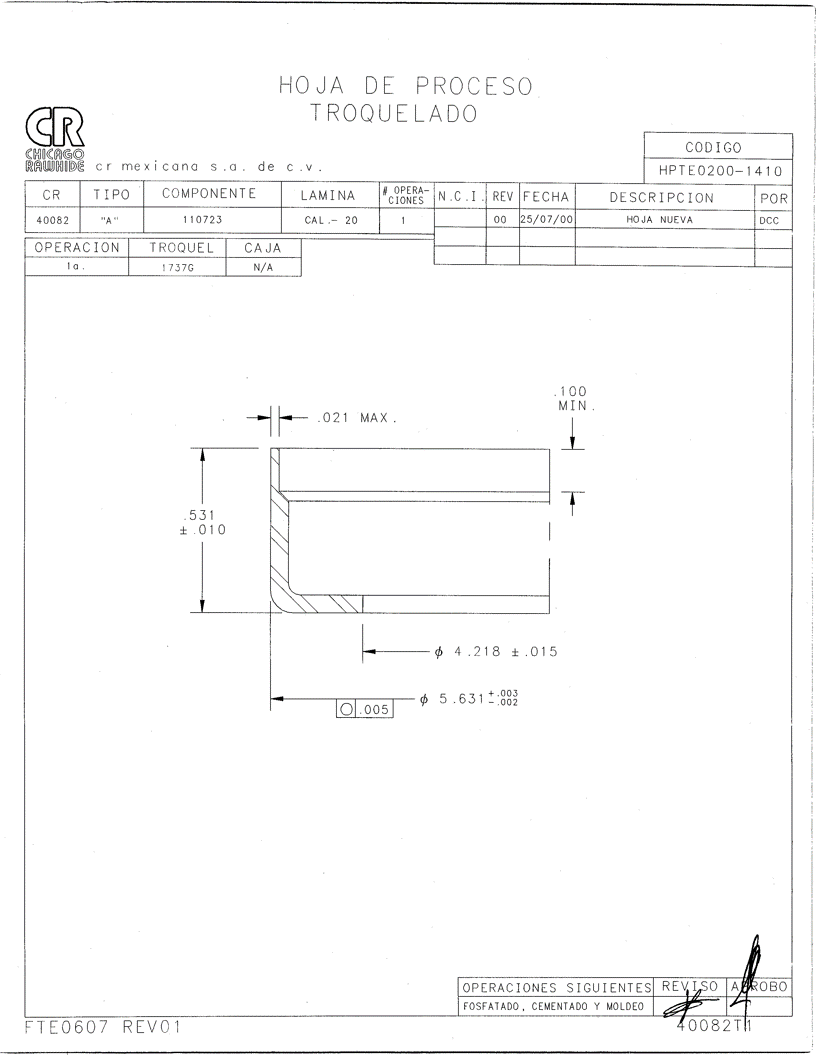 HOJA DE PROCESO
TROQUELADO
CR
CHICAGO
RAWHIDE cr mexicana s.a. de c.v.
CODIGO
HPTE0200-1410
CR TIPO COMPONENTE LAMINA # OPERA-CIONES N.C.I. REV FECHA DESCRIPCION POR
40082 "A" 110723 CAL.- 20 1 00 25/07/00 HOJA NUEVA DCC
OPERACION TROQUEL CAJA
1a. 1737G N/A
.100
MIN.
.021 MAX.
.531
±.010
ϕ 4.218 ±.015
ϕ 5.631 +.003 -.002
○ .005
OPERACIONES SIGUIENTES REVISO APROBO
FOSFATADO, CEMENTADO Y MOLDEO
FTE0607 REV01
40082T1